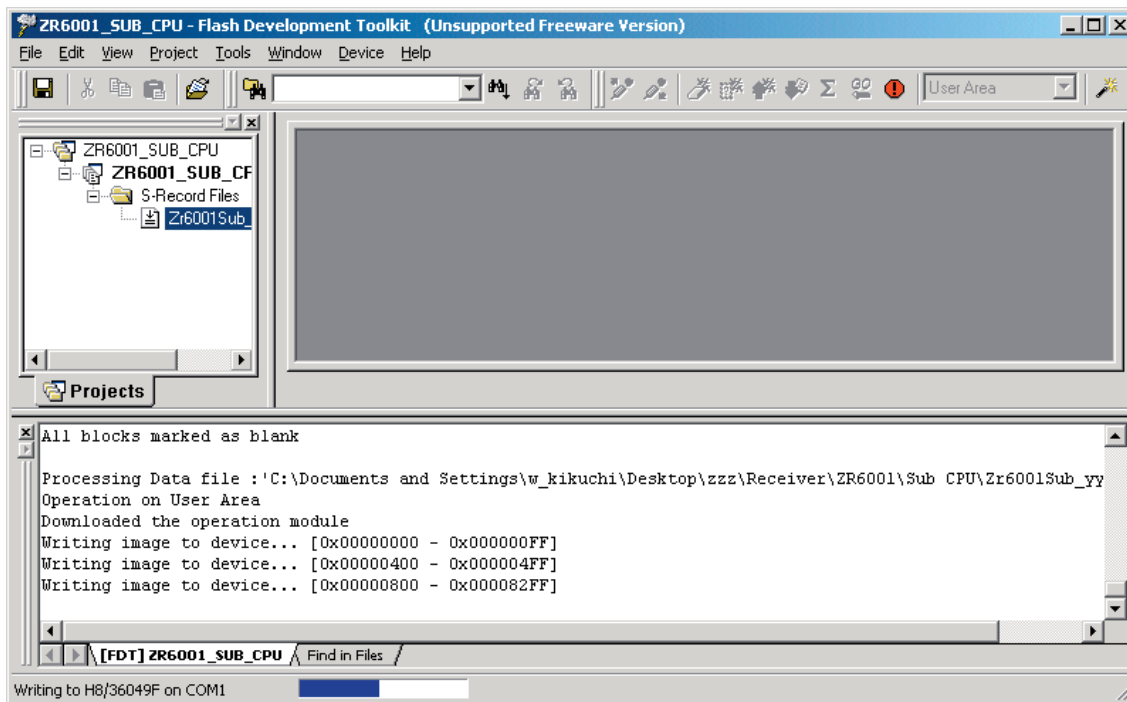 ZR6001_SUB_CPU - Flash Development Toolkit   (Unsupported Freeware Version)
File Edit View Project Tools Window Device Help
User Area
ZR6001_SUB_CPU
ZR6001_SUB_CF
S-Record Files
Zr6001Sub_
Projects
All blocks marked as blank
Processing Data file :'C:\Documents and Settings\w_kikuchi\Desktop\zzz\Receiver\ZR6001\Sub CPU\Zr6001Sub_yy
Operation on User Area
Downloaded the operation module
Writing image to device... [0x00000000 - 0x000000FF]
Writing image to device... [0x00000400 - 0x000004FF]
Writing image to device... [0x00000800 - 0x000082FF]
[FDT] ZR6001_SUB_CPU Find in Files
Writing to H8/36049F on COM1